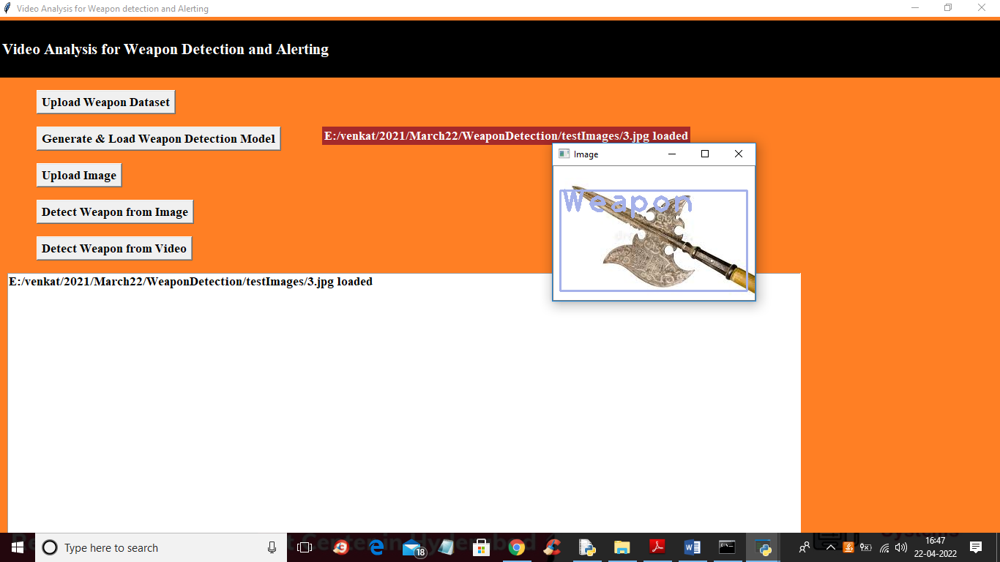 Video Analysis for Weapon detection and Alerting
Video Analysis for Weapon Detection and Alerting
Upload Weapon Dataset
Generate & Load Weapon Detection Model
E:/venkat/2021/March22/WeaponDetection/testImages/3.jpg loaded
Image
Upload Image
Weapon
Detect Weapon from Image
Detect Weapon from Video
E:/venkat/2021/March22/WeaponDetection/testImages/3.jpg loaded
Type here to search
18
16:47
22-04-2022